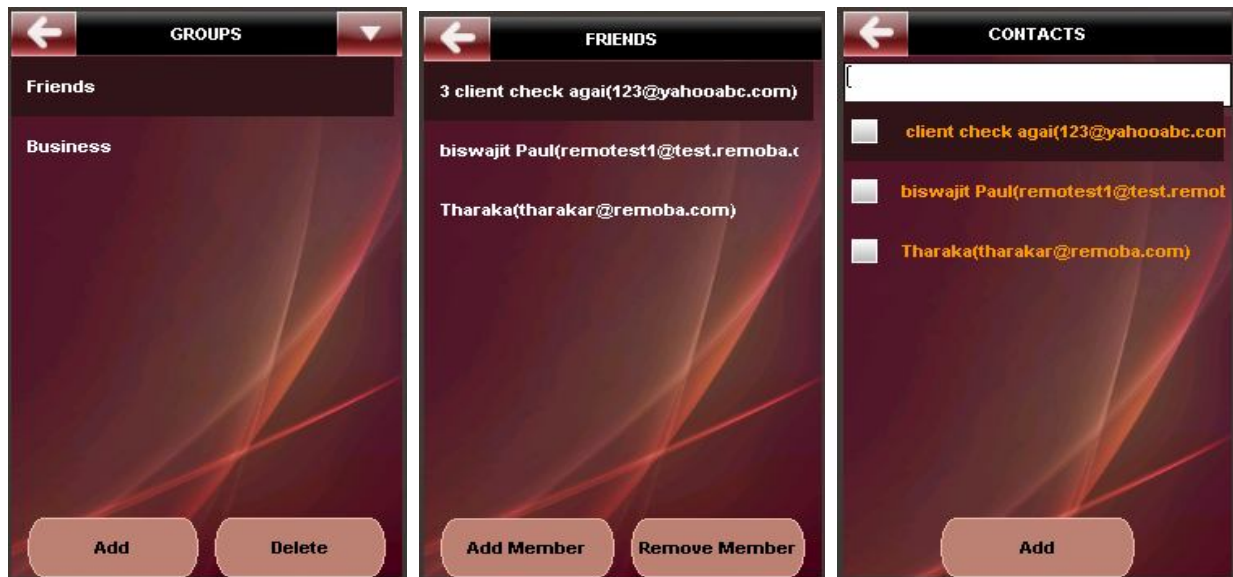 GROUPS
Friends
Business
Add Delete
FRIENDS
3 client check agai(123@yahooabc.com)
biswajit Paul(remotest1@test.remoba.c
Tharaka(tharakar@remoba.com)
Add Member Remove Member
CONTACTS
client check agai(123@yahooabc.con
biswajit Paul(remotest1@test.remot
Tharaka(tharakar@remoba.com)
Add